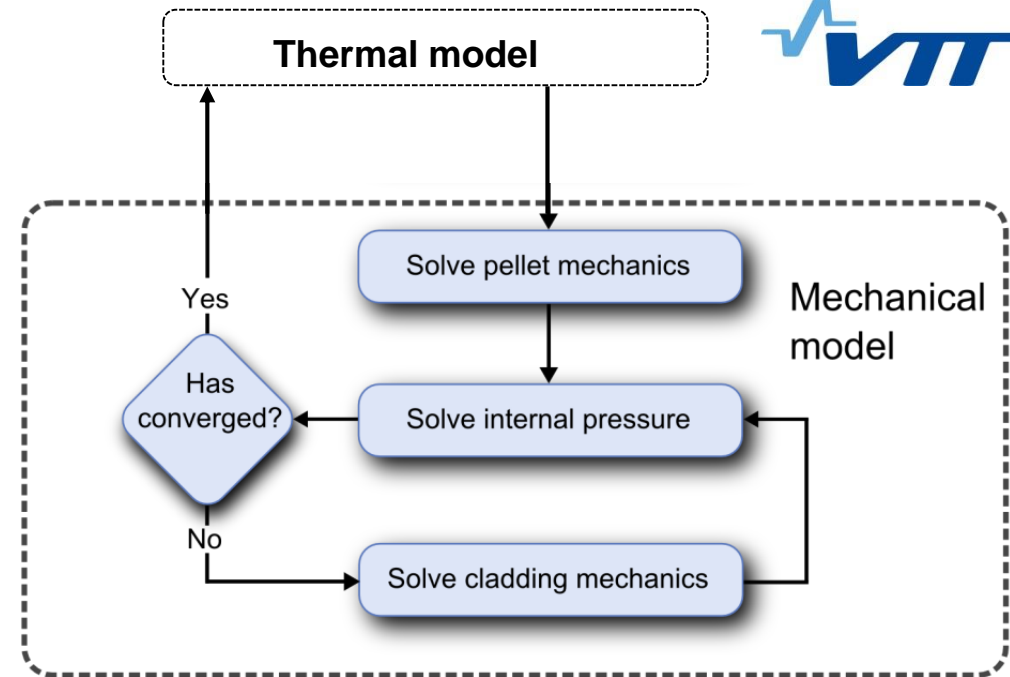 Thermal model
VTT
Solve pellet mechanics
Mechanical
model
Yes
Has
converged?
Solve internal pressure
No
Solve cladding mechanics